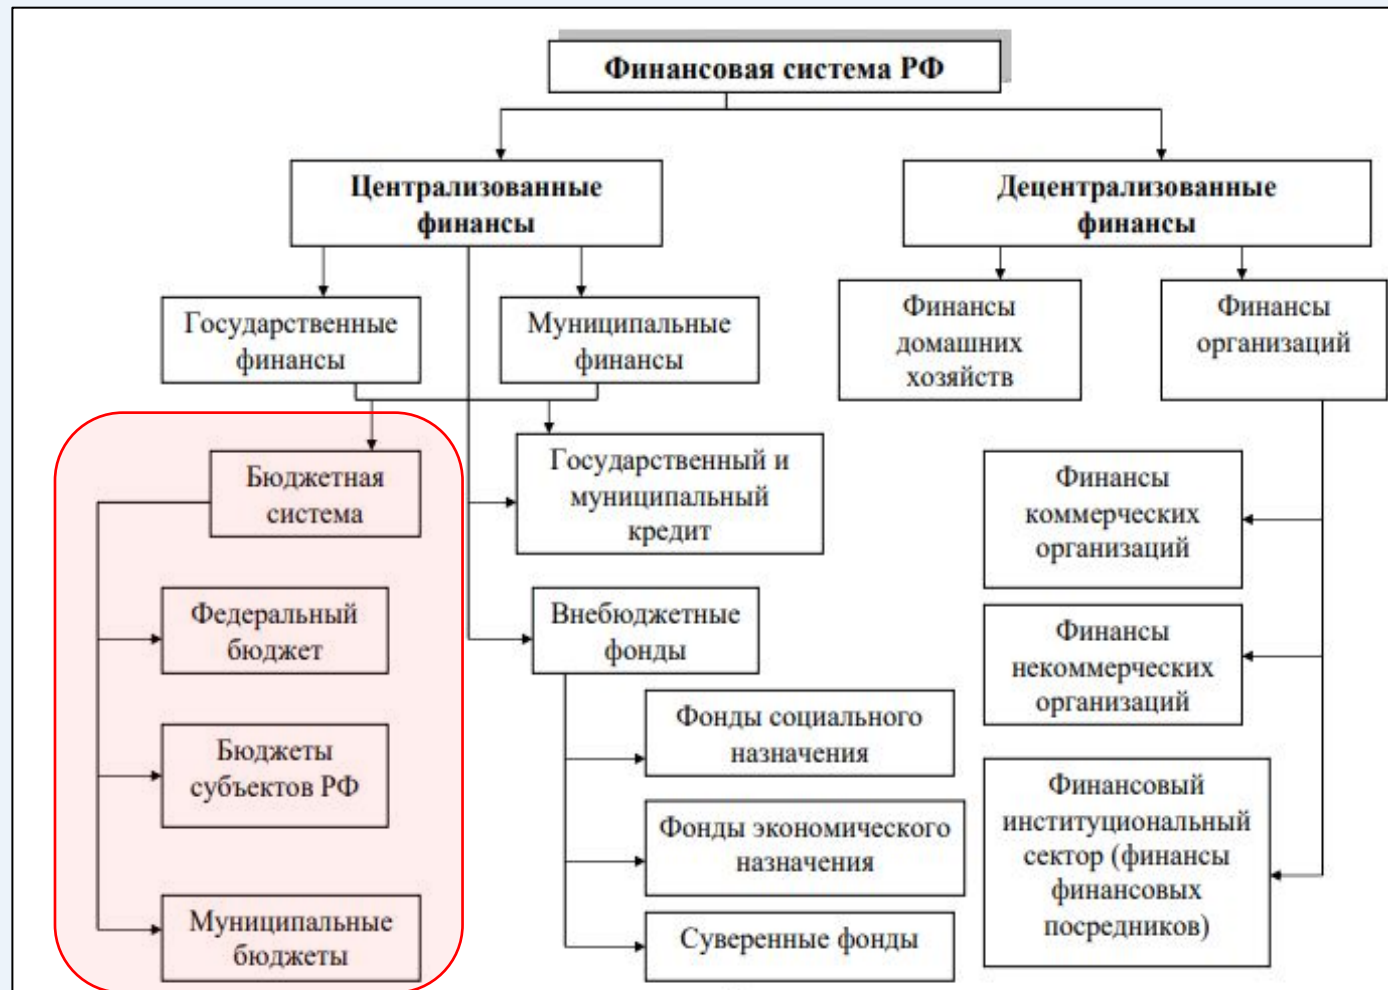 Финансовая система РФ
Централизованные
финансы
Децентрализованные
финансы
Государственные
финансы
Муниципальные
финансы
Финансы
домашних
хозяйств
Финансы
организаций
Бюджетная
система
Государственный и
муниципальный
кредит
Финансы
коммерческих
организаций
Федеральный
бюджет
Внебюджетные
фонды
Финансы
некоммерческих
организаций
Бюджеты
субъектов РФ
Фонды социального
назначения
Финансовый
институциональный
сектор (финансы
финансовых
посредников)
Фонды экономического
назначения
Муниципальные
бюджеты
Суверенные фонды